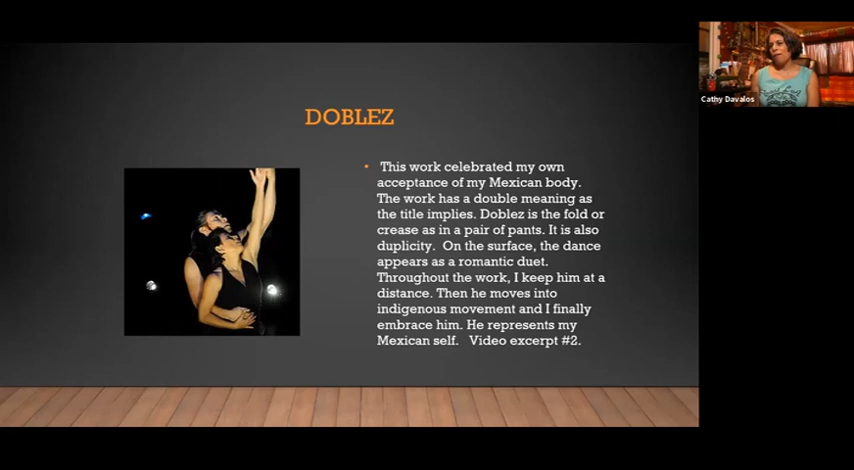 Cathy Davalos
DOBLEZ
• This work celebrated my own
acceptance of my Mexican body.
The work has a double meaning as
the title implies. Doblez is the fold or
crease as in a pair of pants. It is also
duplicity. On the surface, the dance
appears as a romantic duet.
Throughout the work, I keep him at a
distance. Then he moves into
indigenous movement and I finally
embrace him. He represents my
Mexican self. Video excerpt #2.